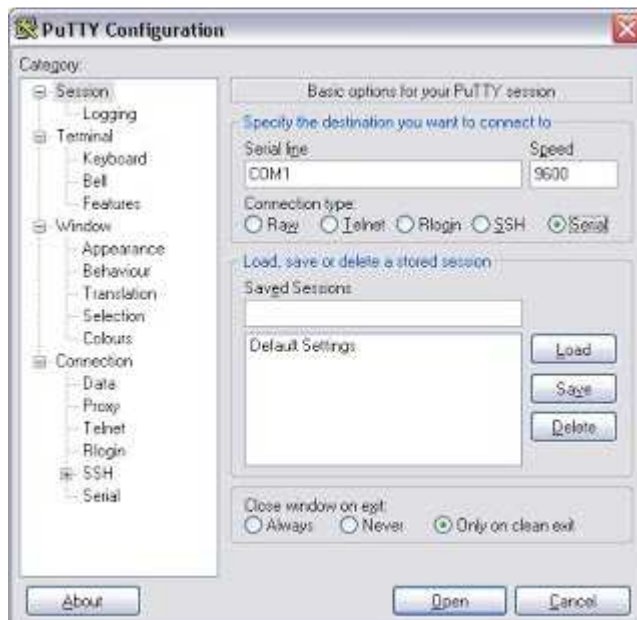 PuTTY Configuration
Category:
Session
Logging
Terminal
Keyboard
Bell
Features
Window
Appearance
Behaviour
Translation
Selection
Colours
Connection
Data
Proxy
Telnet
Rlogin
SSH
Serial
Basic options for your PuTTY session
Specify the destination you want to connect to
Serial line Speed
COM1 9600
Connection type:
Raw Telnet Rlogin SSH Serial
Load, save or delete a stored session
Saved Sessions
Default Settings
Load
Save
Delete
Close window on exit:
Always Never Only on clean exit
About Open Cancel